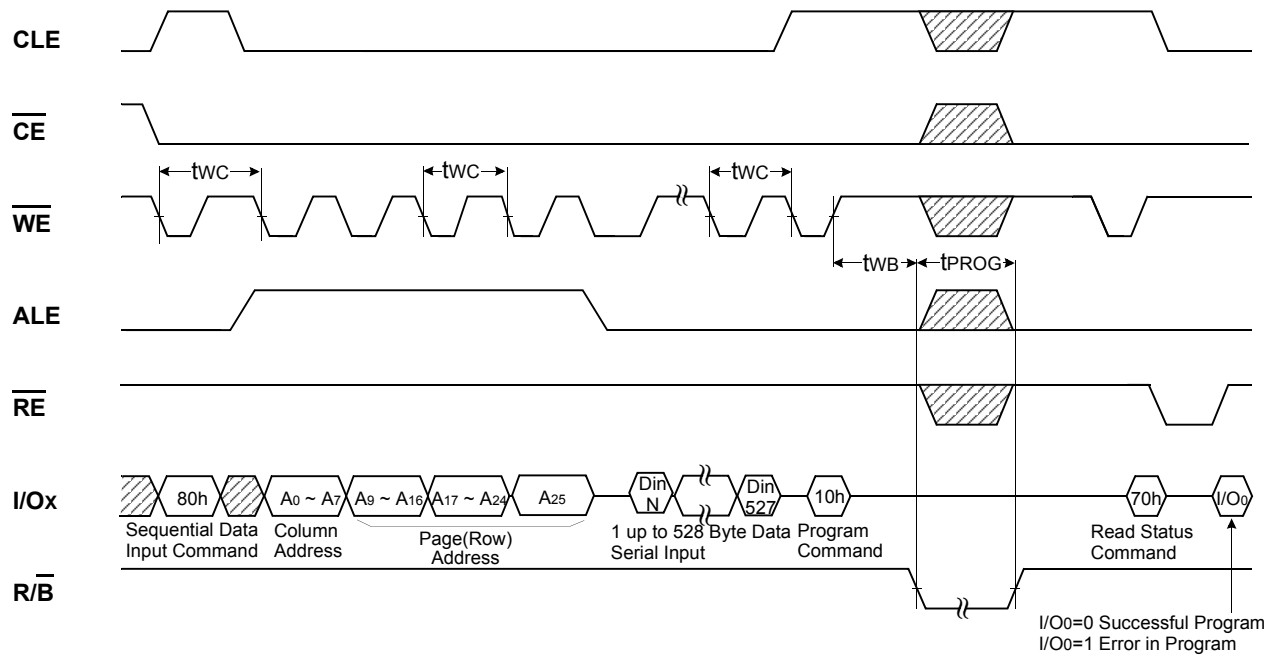 CLE
CE
tWC
tWC
tWC
WE
tWB
tPROG
ALE
RE
I/Ox
80h
A0 ~ A7
A9 ~ A16
A17 ~ A24
A25
Din
N
Din
527
10h
70h
I/O0
Sequential Data
Input Command
Column
Address
Page(Row)
Address
1 up to 528 Byte Data
Serial Input
Program
Command
Read Status
Command
R/B
I/O0=0 Successful Program
I/O0=1 Error in Program